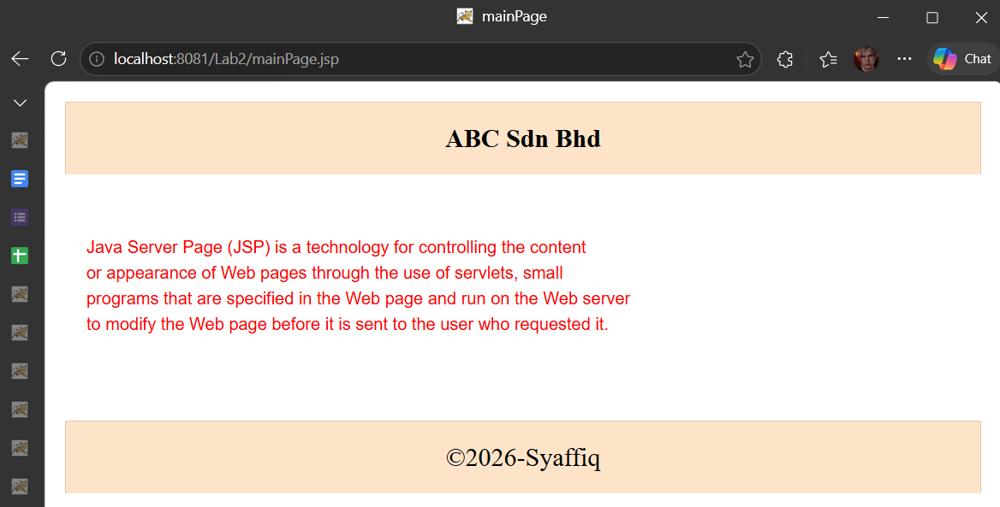 mainPage
localhost:8081/Lab2/mainPage.jsp
Chat
ABC Sdn Bhd
Java Server Page (JSP) is a technology for controlling the content
or appearance of Web pages through the use of servlets, small
programs that are specified in the Web page and run on the Web server
to modify the Web page before it is sent to the user who requested it.
©2026-Syaffiq